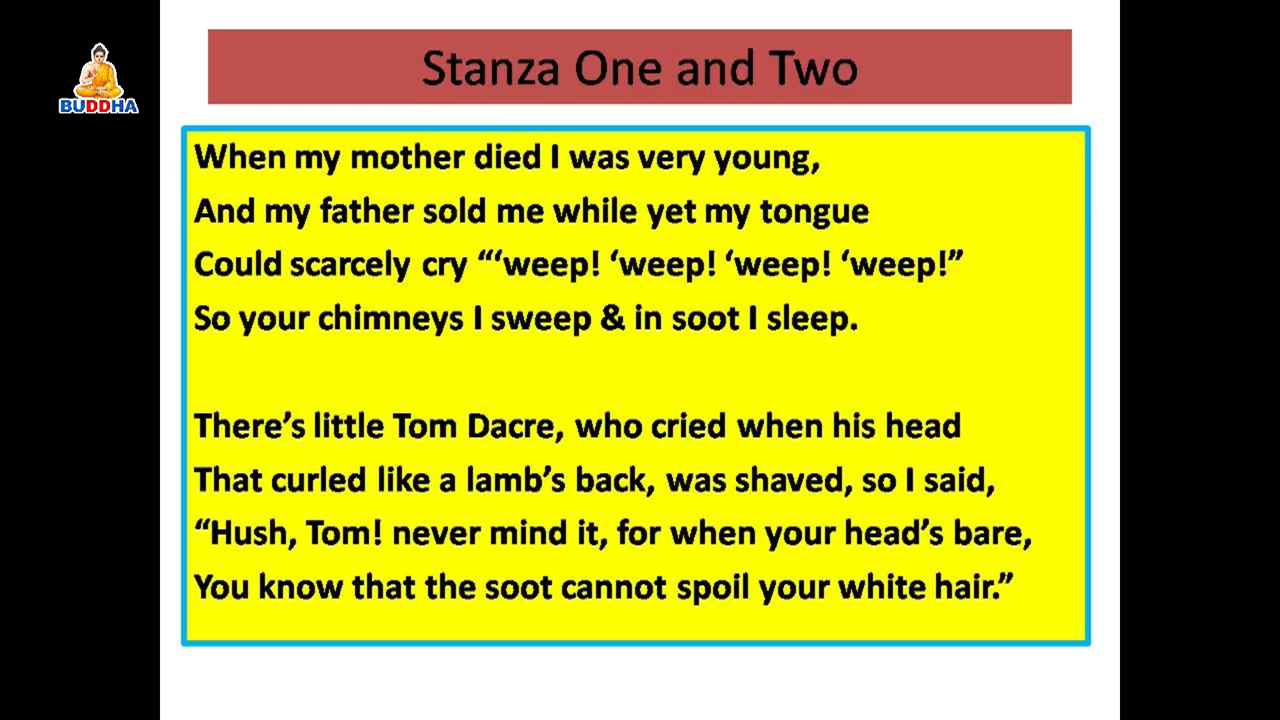 BUDDHA
Stanza One and Two
When my mother died I was very young,
And my father sold me while yet my tongue
Could scarcely cry “‘weep! ‘weep! ‘weep! ‘weep!”
So your chimneys I sweep & in soot I sleep.
There’s little Tom Dacre, who cried when his head
That curled like a lamb’s back, was shaved, so I said,
“Hush, Tom! never mind it, for when your head’s bare,
You know that the soot cannot spoil your white hair.”